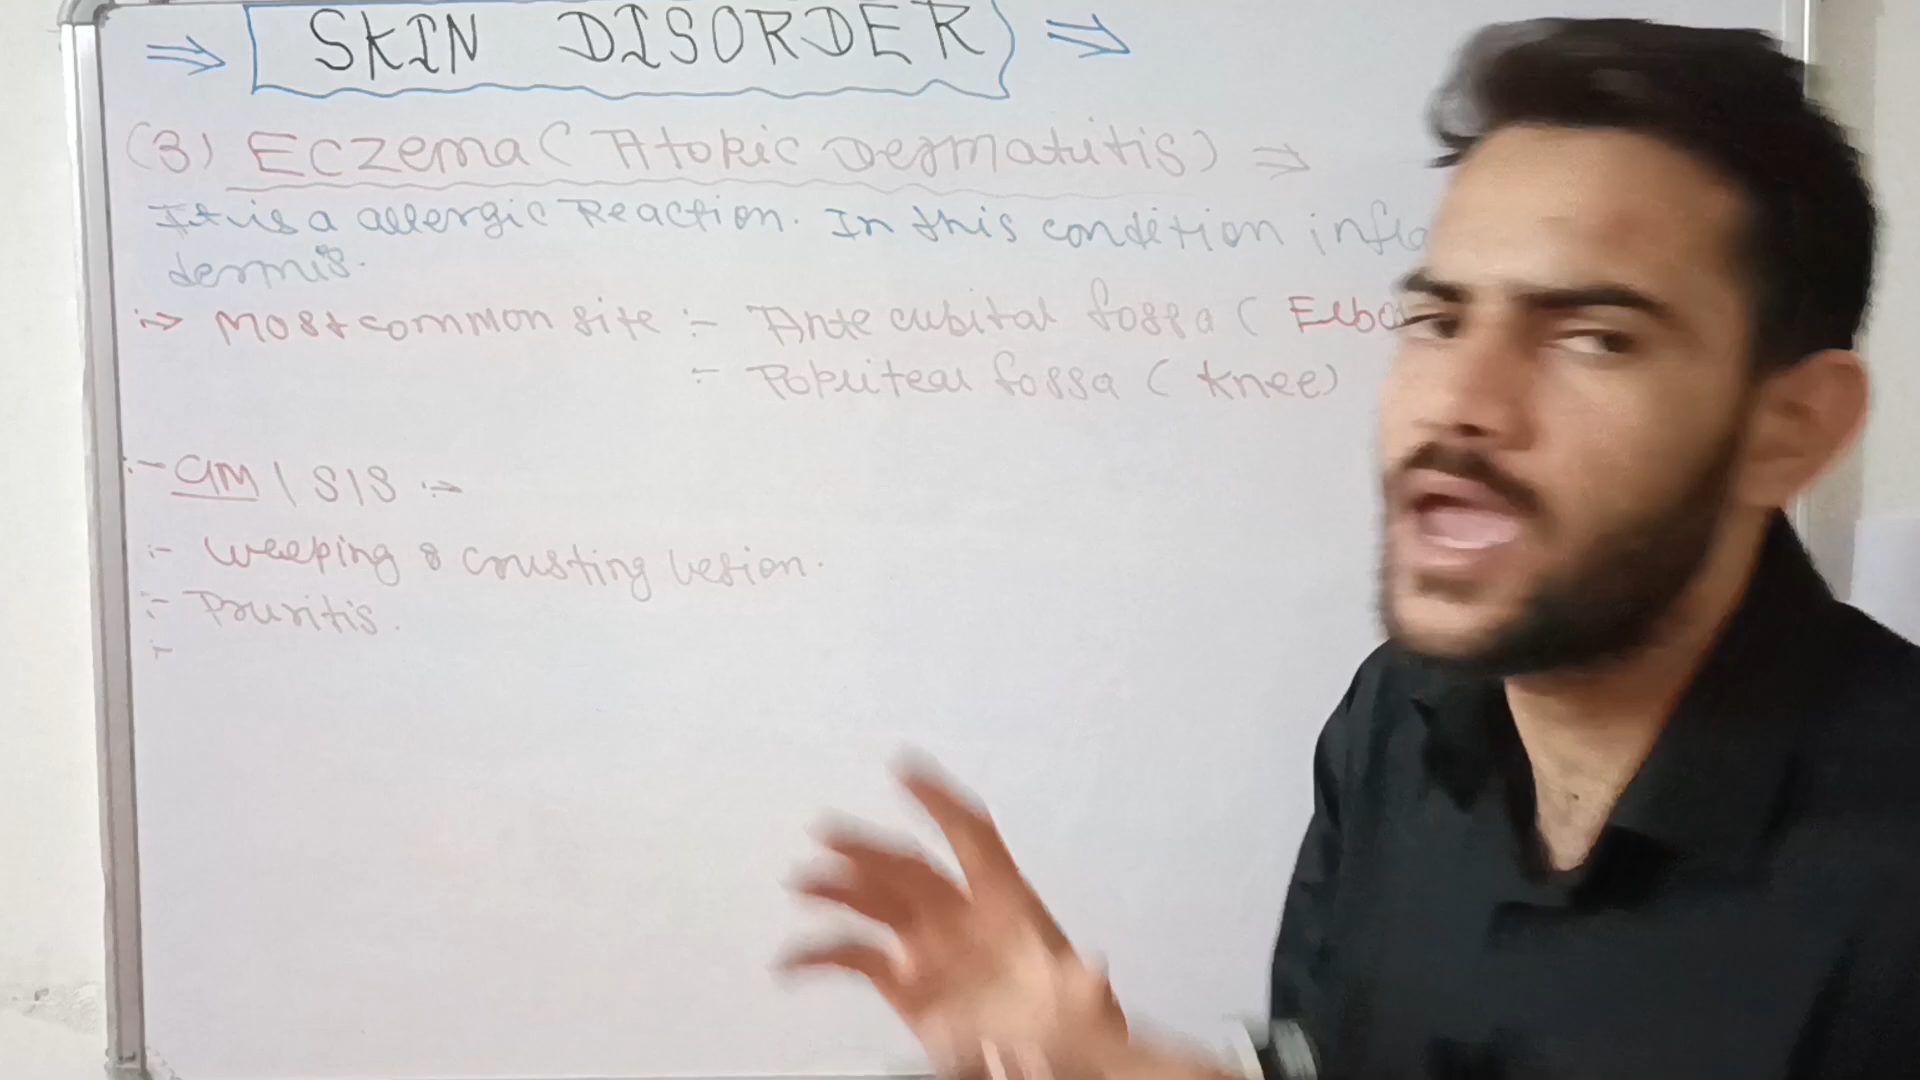 ⇒ SKIN DISORDER ⇒
(3) Eczema ( Atopic Dermatitis) ⇒
It is a allergic Reaction. In this condition infla
dermis.
:→ Most common site :- Ante cubital fossa ( Elbo
:- Popliteal fossa ( Knee)
:- CM | S/S :→
:- Weeping & crusting lesion.
:- Pruritis.
:-